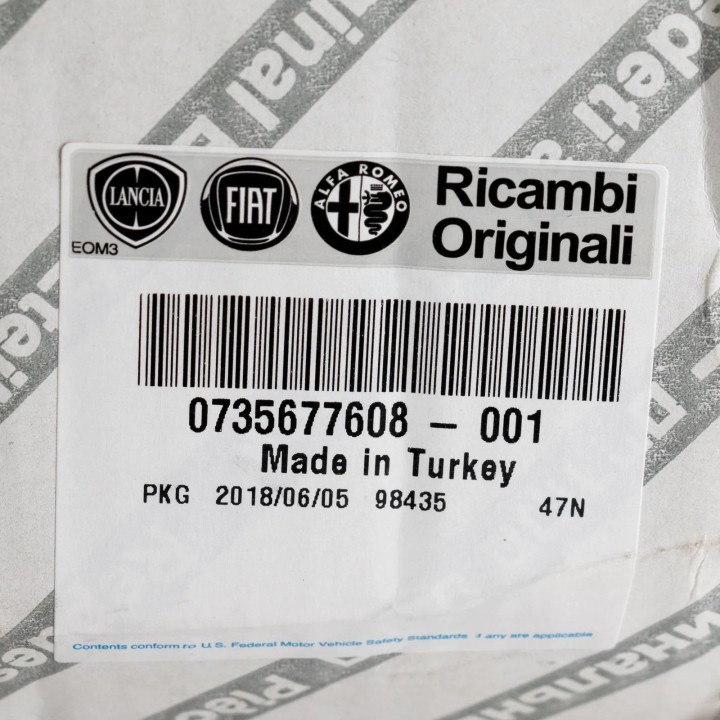 LANCIA
FIAT
ALFA ROMEO
Ricambi
Originali
EOM3
0735677608 – 001
Made in Turkey
PKG 2018/06/05 98435 47N
Contents conform to U.S. Federal Motor Vehicle Safety Standards if any are applicable